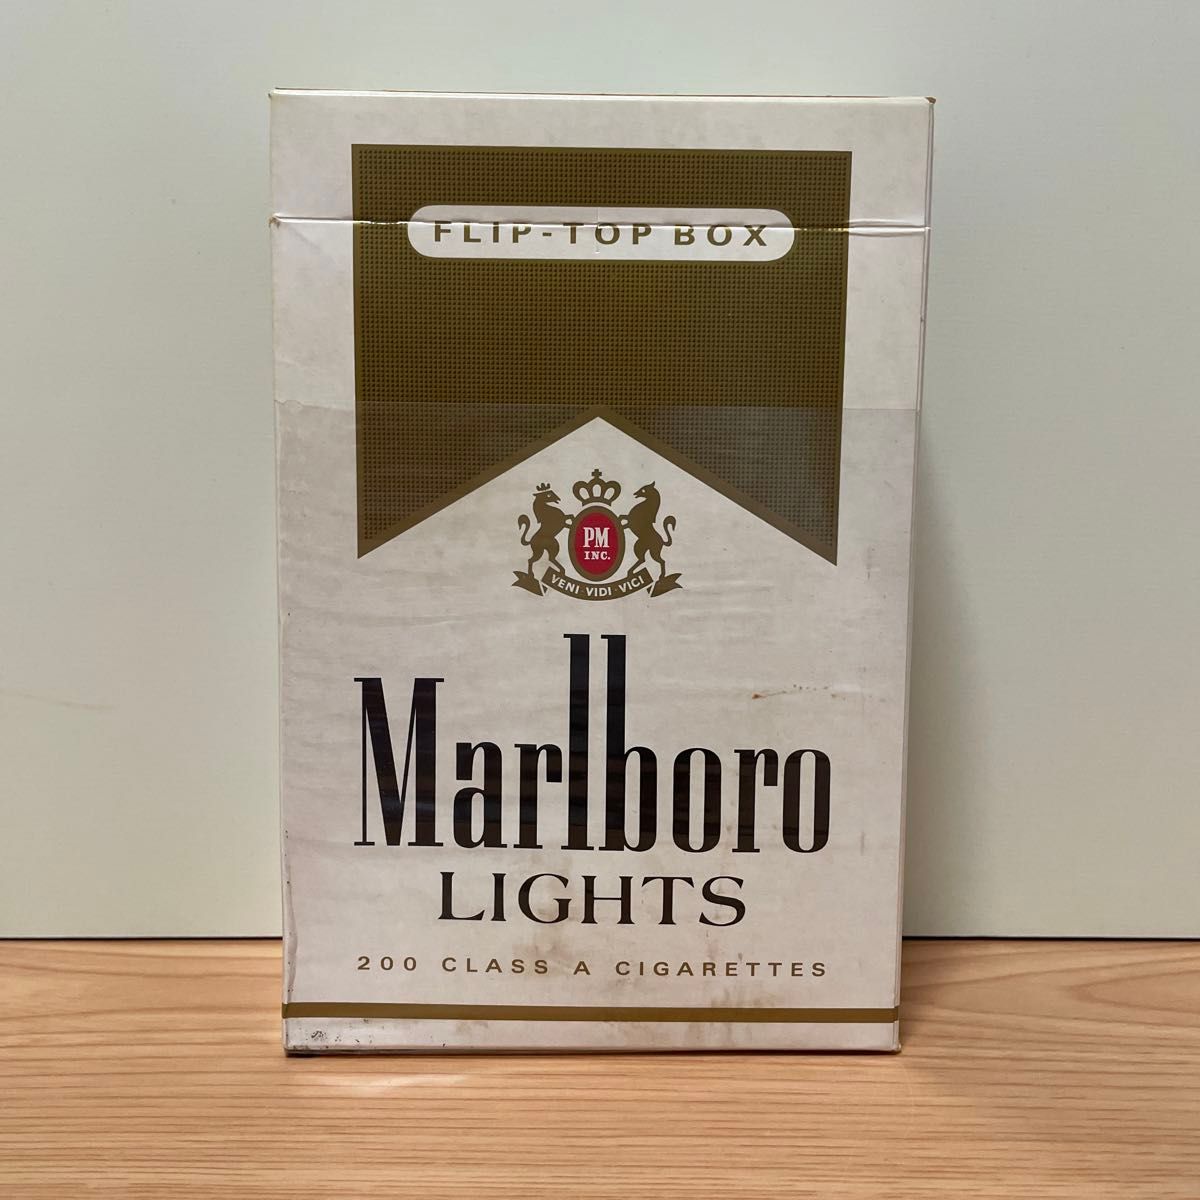 FLIP-TOP BOX
PM
INC.
VENI·VIDI·VICI
Marlboro
LIGHTS
200 CLASS A CIGARETTES